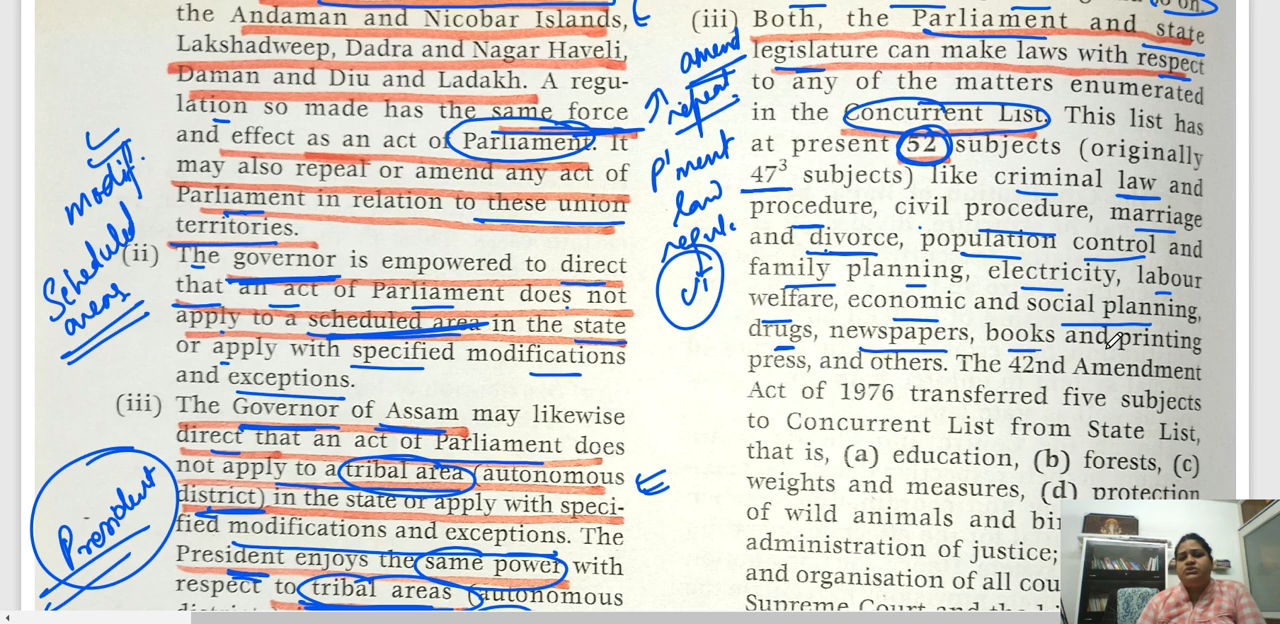 the Andaman and Nicobar Islands,
Lakshadweep, Dadra and Nagar Haveli,
Daman and Diu and Ladakh. A regu-
lation so made has the same force
and effect as an act of Parliament. It
may also repeal or amend any act of
Parliament in relation to these union
territories.
(ii) The governor is empowered to direct
that an act of Parliament does not
apply to a scheduled area in the state
or apply with specified modifications
and exceptions.
(iii) The Governor of Assam may likewise
direct that an act of Parliament does
not apply to a tribal area (autonomous
district) in the state or apply with speci-
fied modifications and exceptions. The
President enjoys the same power with
respect to tribal areas (autonomous
modif.
Scheduled
areas
President
(iii) Both, the Parliament and state
legislature can make laws with respect
to any of the matters enumerated
in the Concurrent List. This list has
at present 52 subjects (originally
47³ subjects) like criminal law and
procedure, civil procedure, marriage
and divorce, population control and
family planning, electricity, labour
welfare, economic and social planning,
drugs, newspapers, books and printing
press, and others. The 42nd Amendment
Act of 1976 transferred five subjects
to Concurrent List from State List,
that is, (a) education, (b) forests, (c)
weights and measures, (d) protection
of wild animals and
administration of justice;
and organisation of all
Supreme Court and the
amend
repeat.
P'ment
law